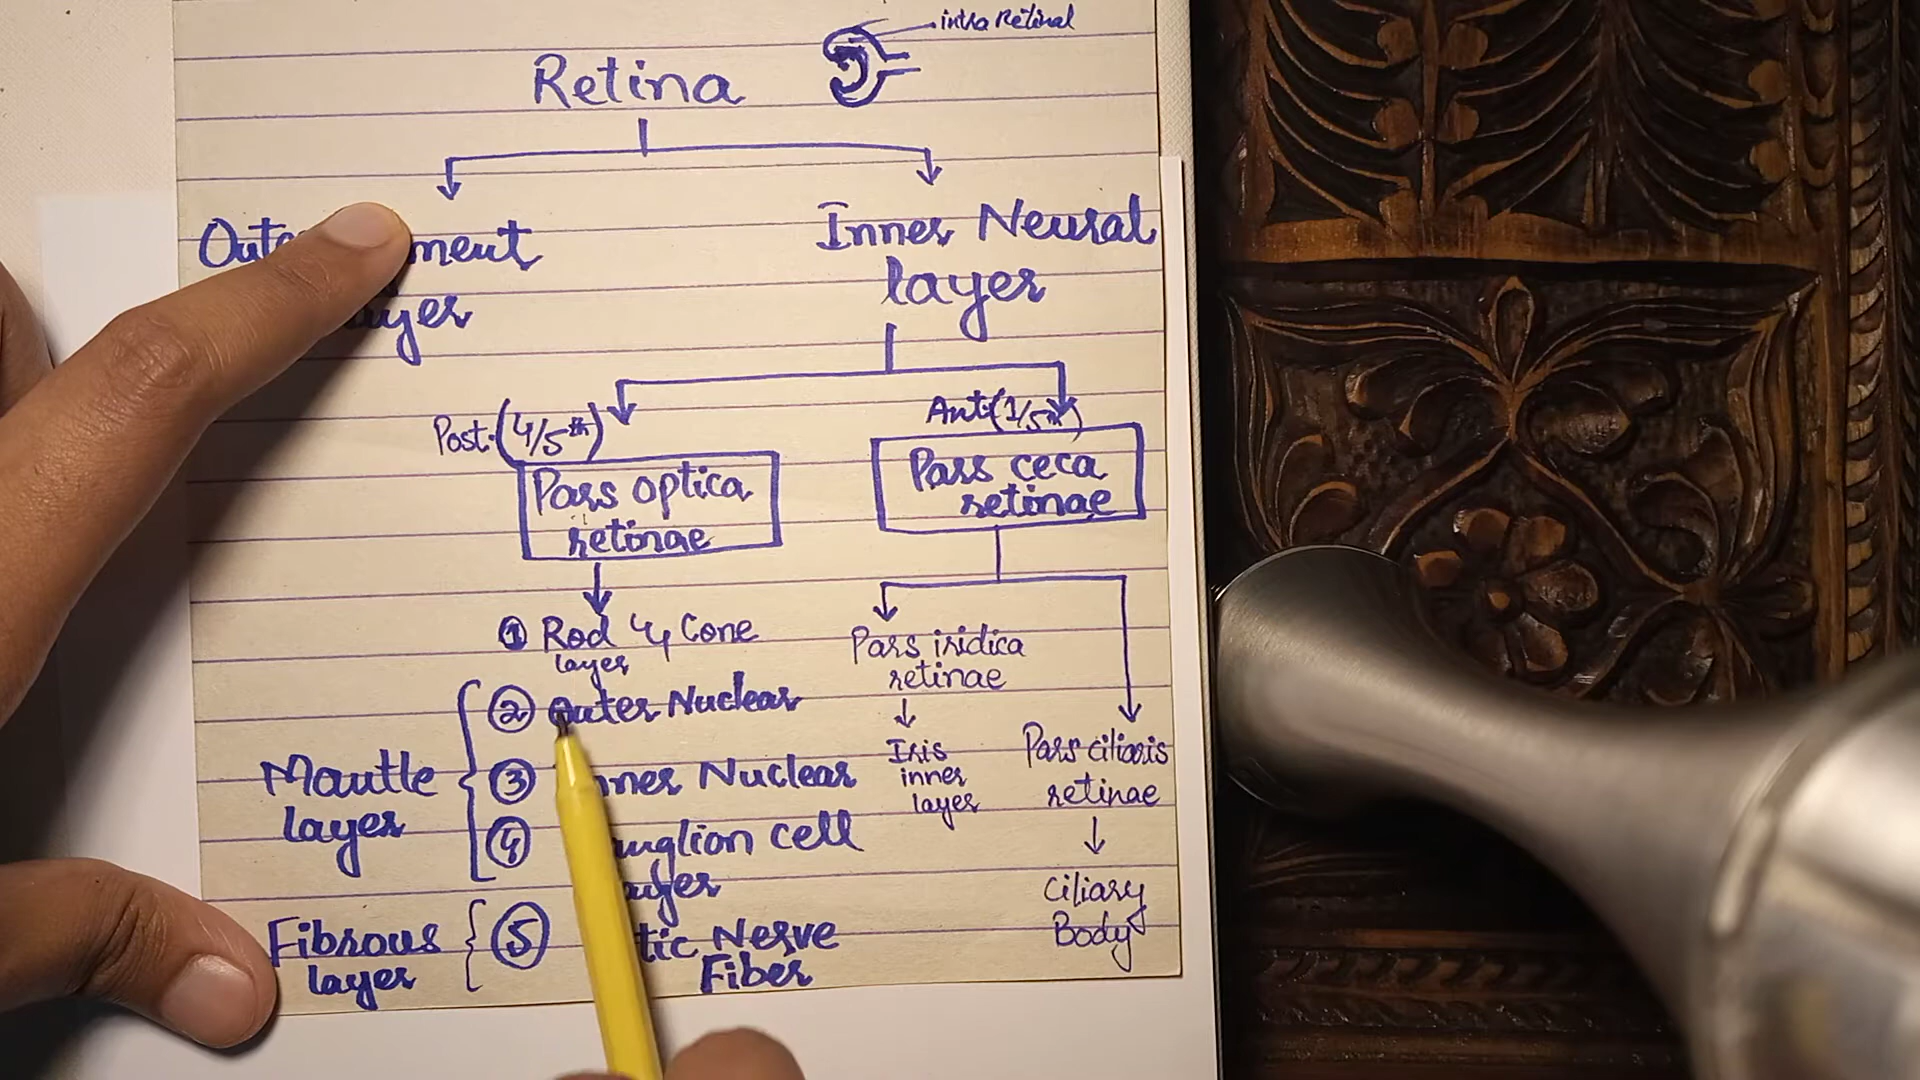 intra Retinal
Retina
Inner Neural
layer
Post. (4/5th)
Ant. (1/5th)
Pars optica
retinae
Pars ceca
retinae
① Rod & Cone
layer
② Outer Nuclear
③ Nuclear
④ cell
Mantle
layer
Fibrous
layer
⑤ Nerve
Fiber
Pars iridica
retinae
Iris
inner
layer
Pars ciliaris
retinae
Ciliary
Body